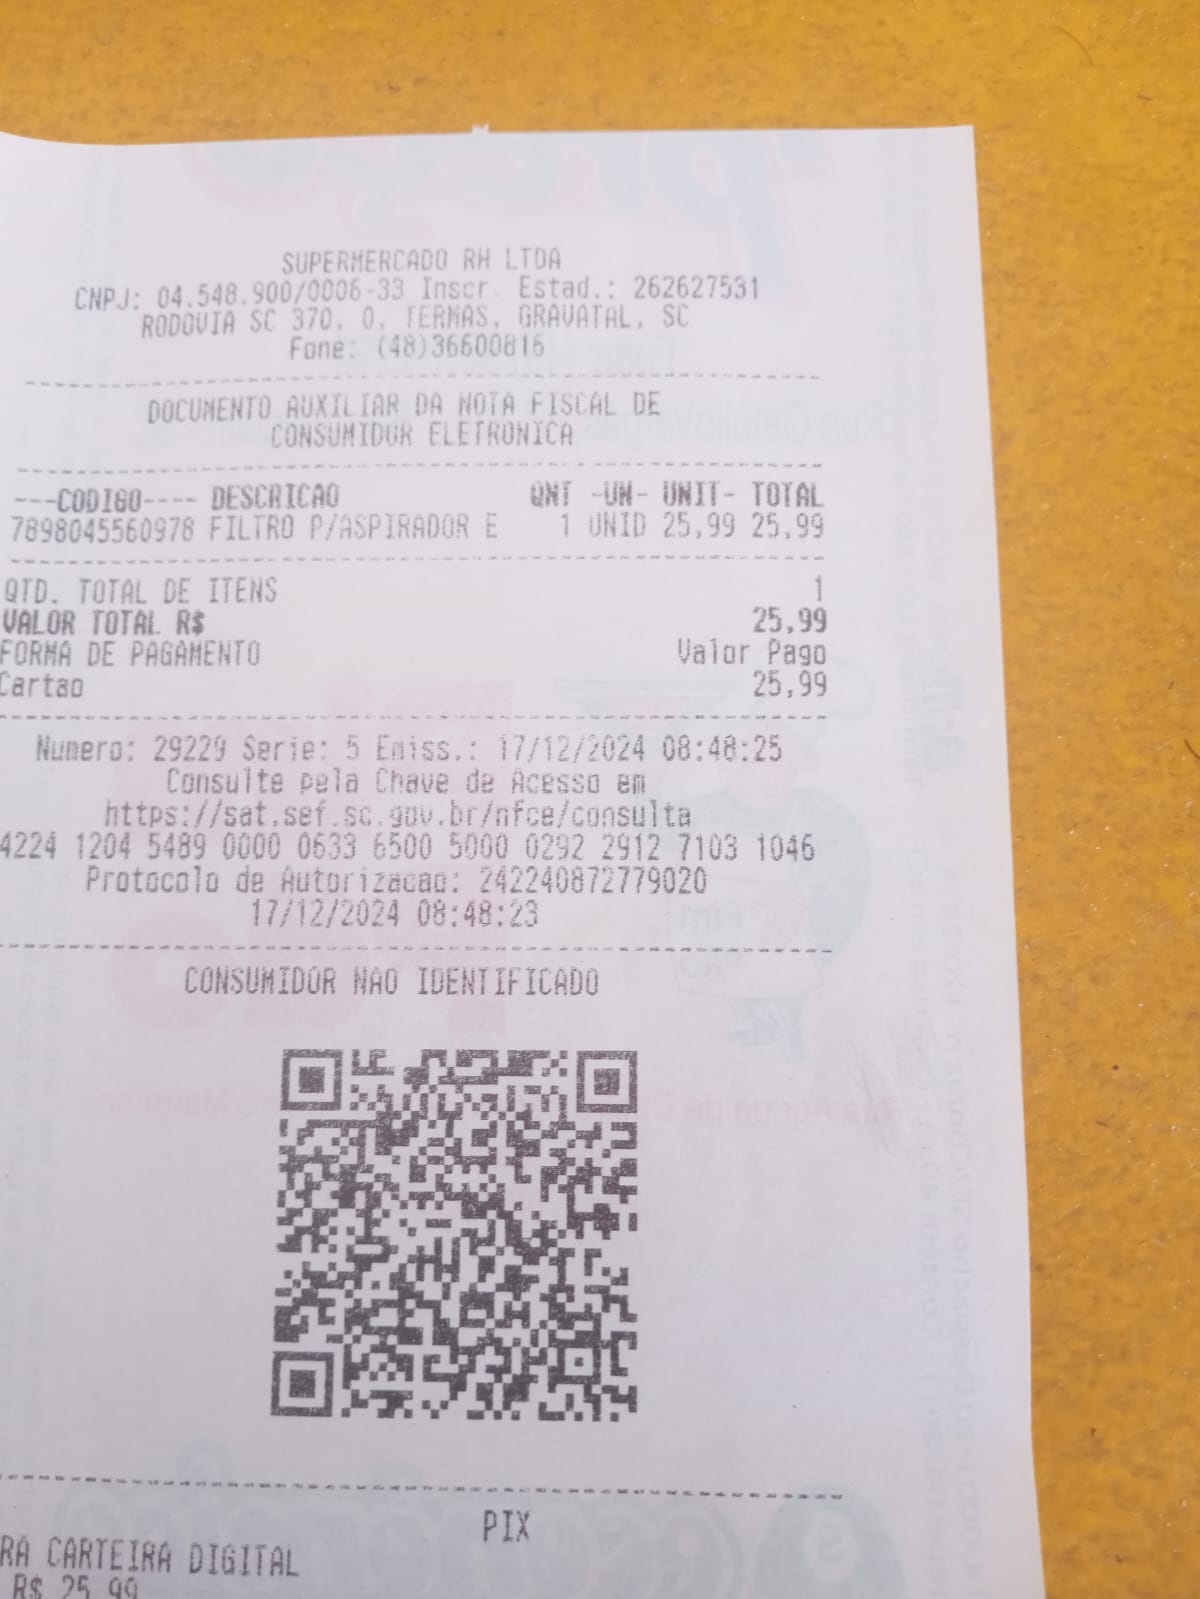 SUPERMERCADO RH LTDA
CNPJ: 04.548.900/0006-33 Inscr. Estad.: 262627531
RODOVIA SC 370, 0, TERMAS, GRAVATAL, SC
Fone: (48)36600816
DOCUMENTO AUXILIAR DA NOTA FISCAL DE
CONSUMIDOR ELETRONICA
---CODIGO---- DESCRICAO QNT -UN- UNIT- TOTAL
7898045560978 FILTRO P/ASPIRADOR E 1 UNID 25,99 25,99
QTD. TOTAL DE ITENS 1
VALOR TOTAL R$ 25,99
FORMA DE PAGAMENTO Valor Pago
Cartao 25,99
Numero: 29229 Serie: 5 Emiss.: 17/12/2024 08:48:25
Consulte pela Chave de Acesso em
https://sat.sef.sc.gov.br/nfce/consulta
4224 1204 5489 0000 0633 6500 5000 0292 2912 7103 1046
Protocolo de Autorizacao: 242240872779020
17/12/2024 08:48:23
CONSUMIDOR NAO IDENTIFICADO
PIX
RA CARTEIRA DIGITAL
R$ 25,99